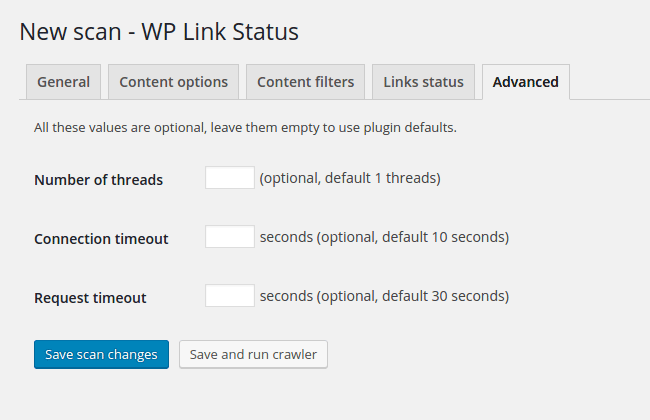 New scan - WP Link Status
General Content options Content filters Links status Advanced
All these values are optional, leave them empty to use plugin defaults.
Number of threads (optional, default 1 threads)
Connection timeout seconds (optional, default 10 seconds)
Request timeout seconds (optional, default 30 seconds)
Save scan changes Save and run crawler